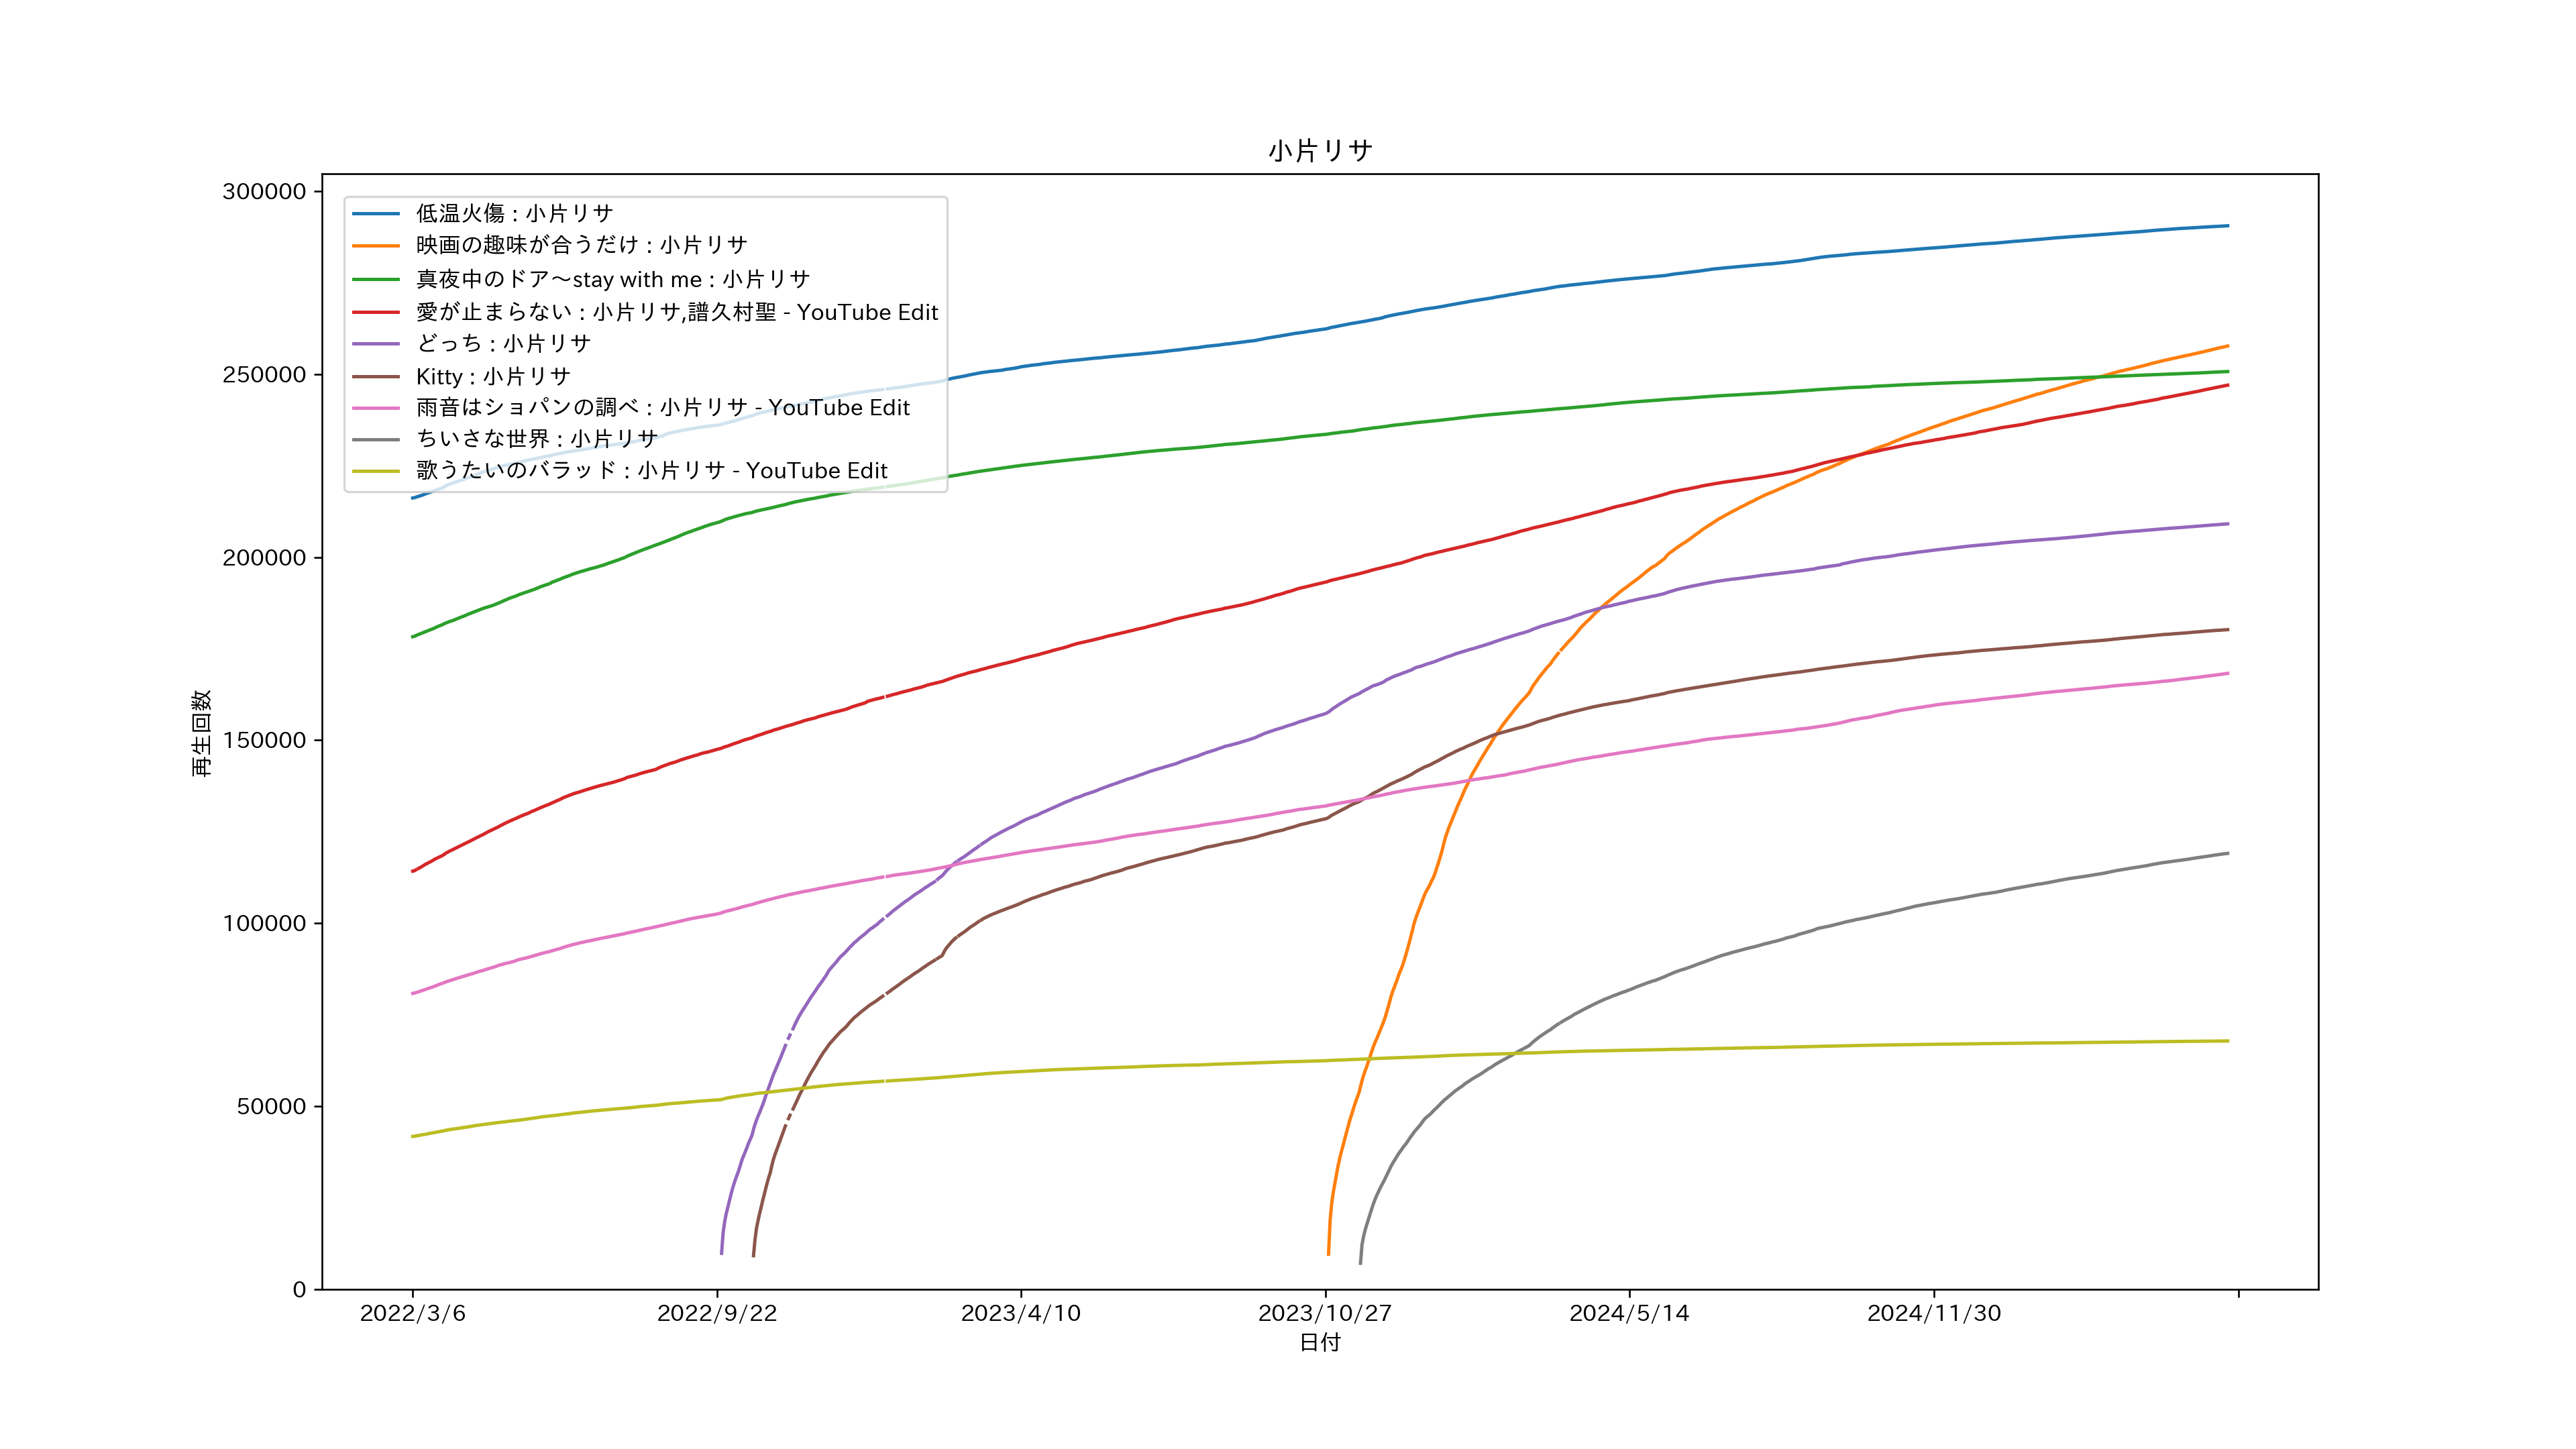 小片リサ
300000
250000
200000
150000
100000
50000
0
再生回数
低温火傷 : 小片リサ
映画の趣味が合うだけ : 小片リサ
真夜中のドア〜stay with me : 小片リサ
愛が止まらない : 小片リサ,譜久村聖 - YouTube Edit
どっち : 小片リサ
Kitty : 小片リサ
雨音はショパンの調べ : 小片リサ - YouTube Edit
ちいさな世界 : 小片リサ
歌うたいのバラッド : 小片リサ - YouTube Edit
2022/3/6
2022/9/22
2023/4/10
2023/10/27
2024/5/14
2024/11/30
日付